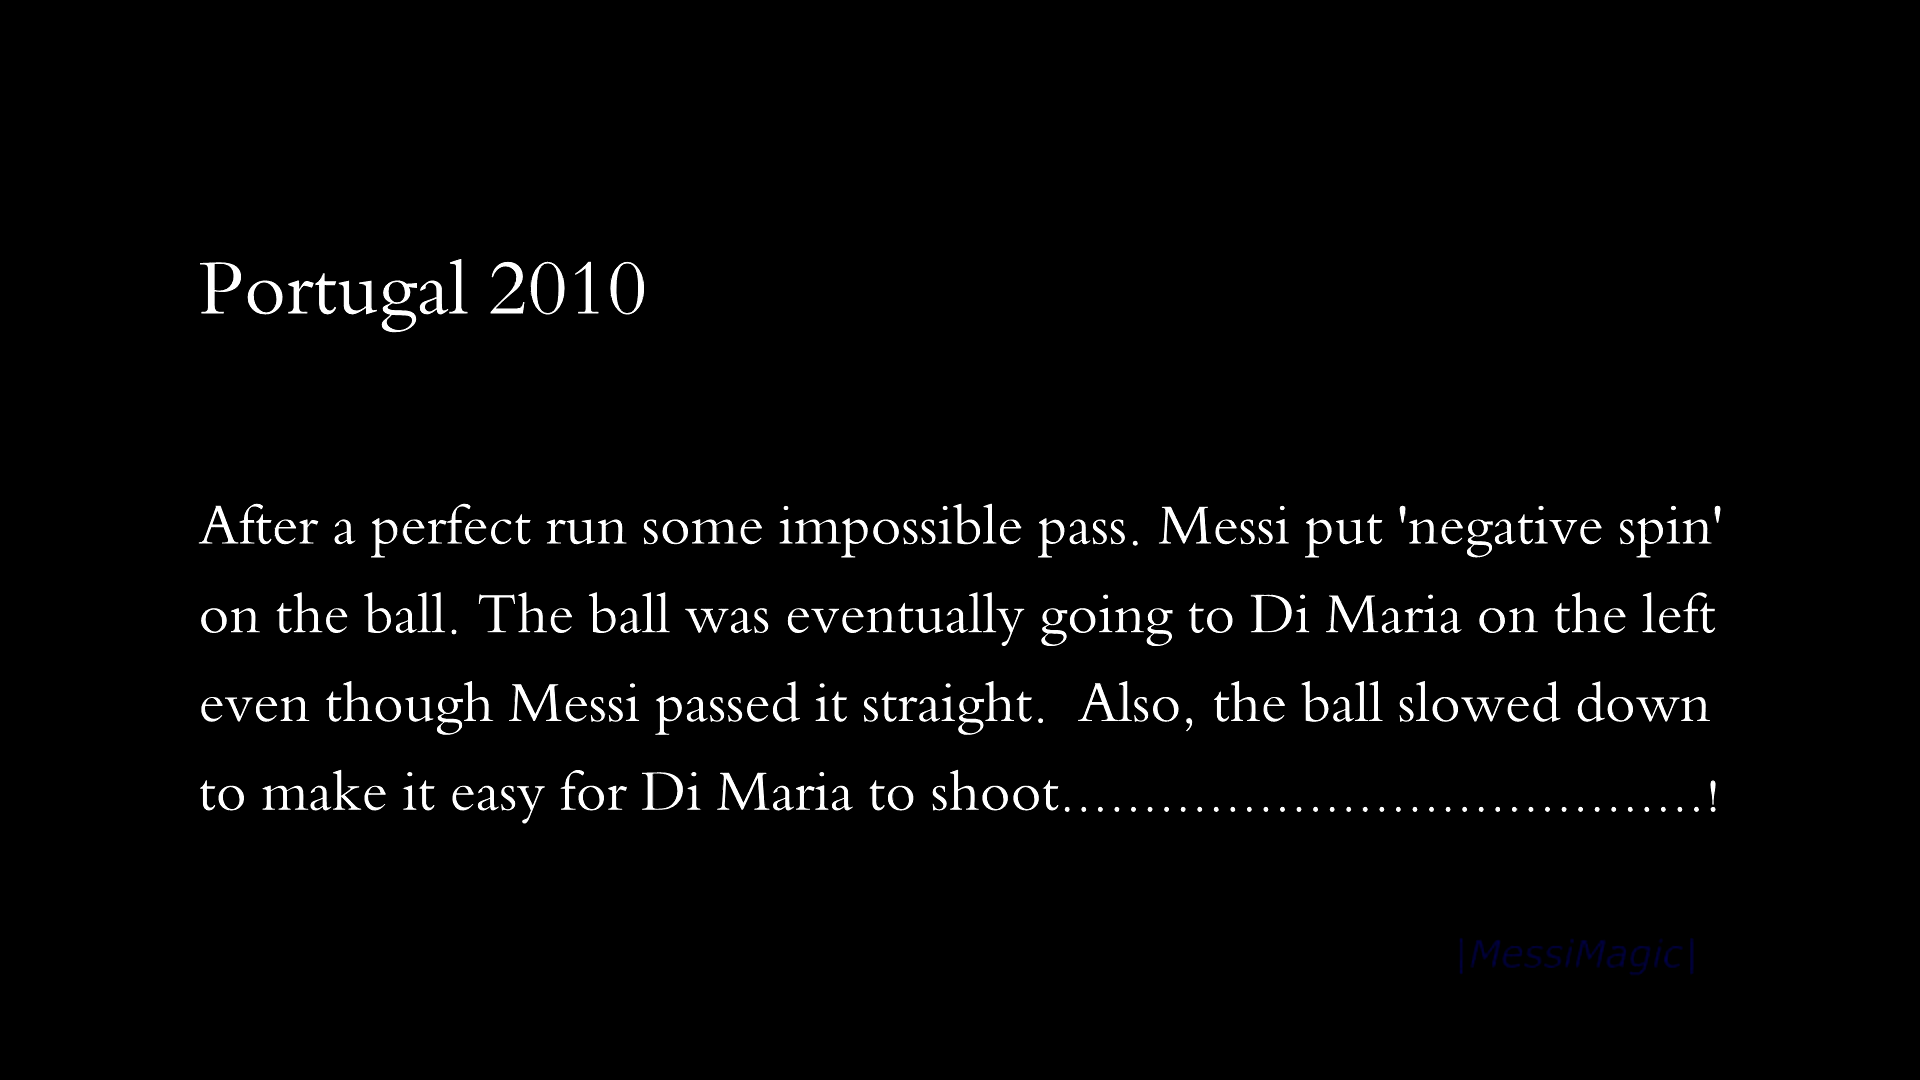 Portugal 2010
After a perfect run some impossible pass. Messi put 'negative spin'
on the ball. The ball was eventually going to Di Maria on the left
even though Messi passed it straight.  Also, the ball slowed down
to make it easy for Di Maria to shoot.......................................!
|MessiMagic|